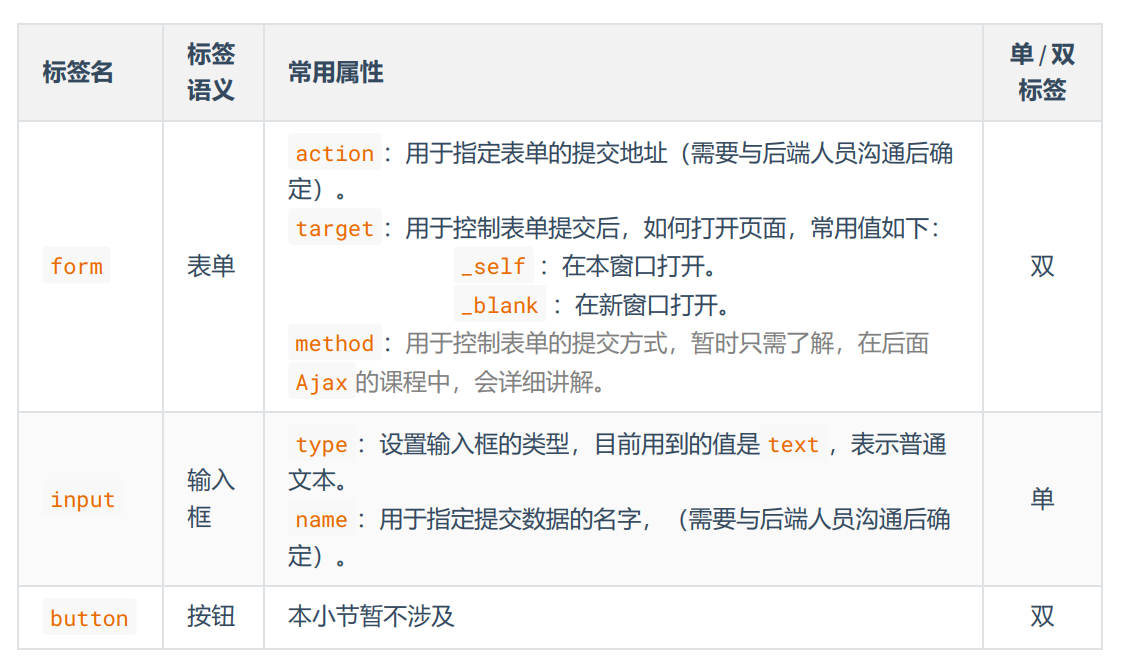 标签名
标签
语义
常用属性
单 / 双
标签
form
表单
action ：用于指定表单的提交地址（需要与后端人员沟通后确
定）。
target ：用于控制表单提交后，如何打开页面，常用值如下：
_self ：在本窗口打开。
_blank ：在新窗口打开。
method ：用于控制表单的提交方式，暂时只需了解，在后面
Ajax 的课程中，会详细讲解。
双
input
输入
框
type ：设置输入框的类型，目前用到的值是 text ，表示普通
文本。
name ：用于指定提交数据的名字，（需要与后端人员沟通后确
定）。
单
button
按钮
本小节暂不涉及
双